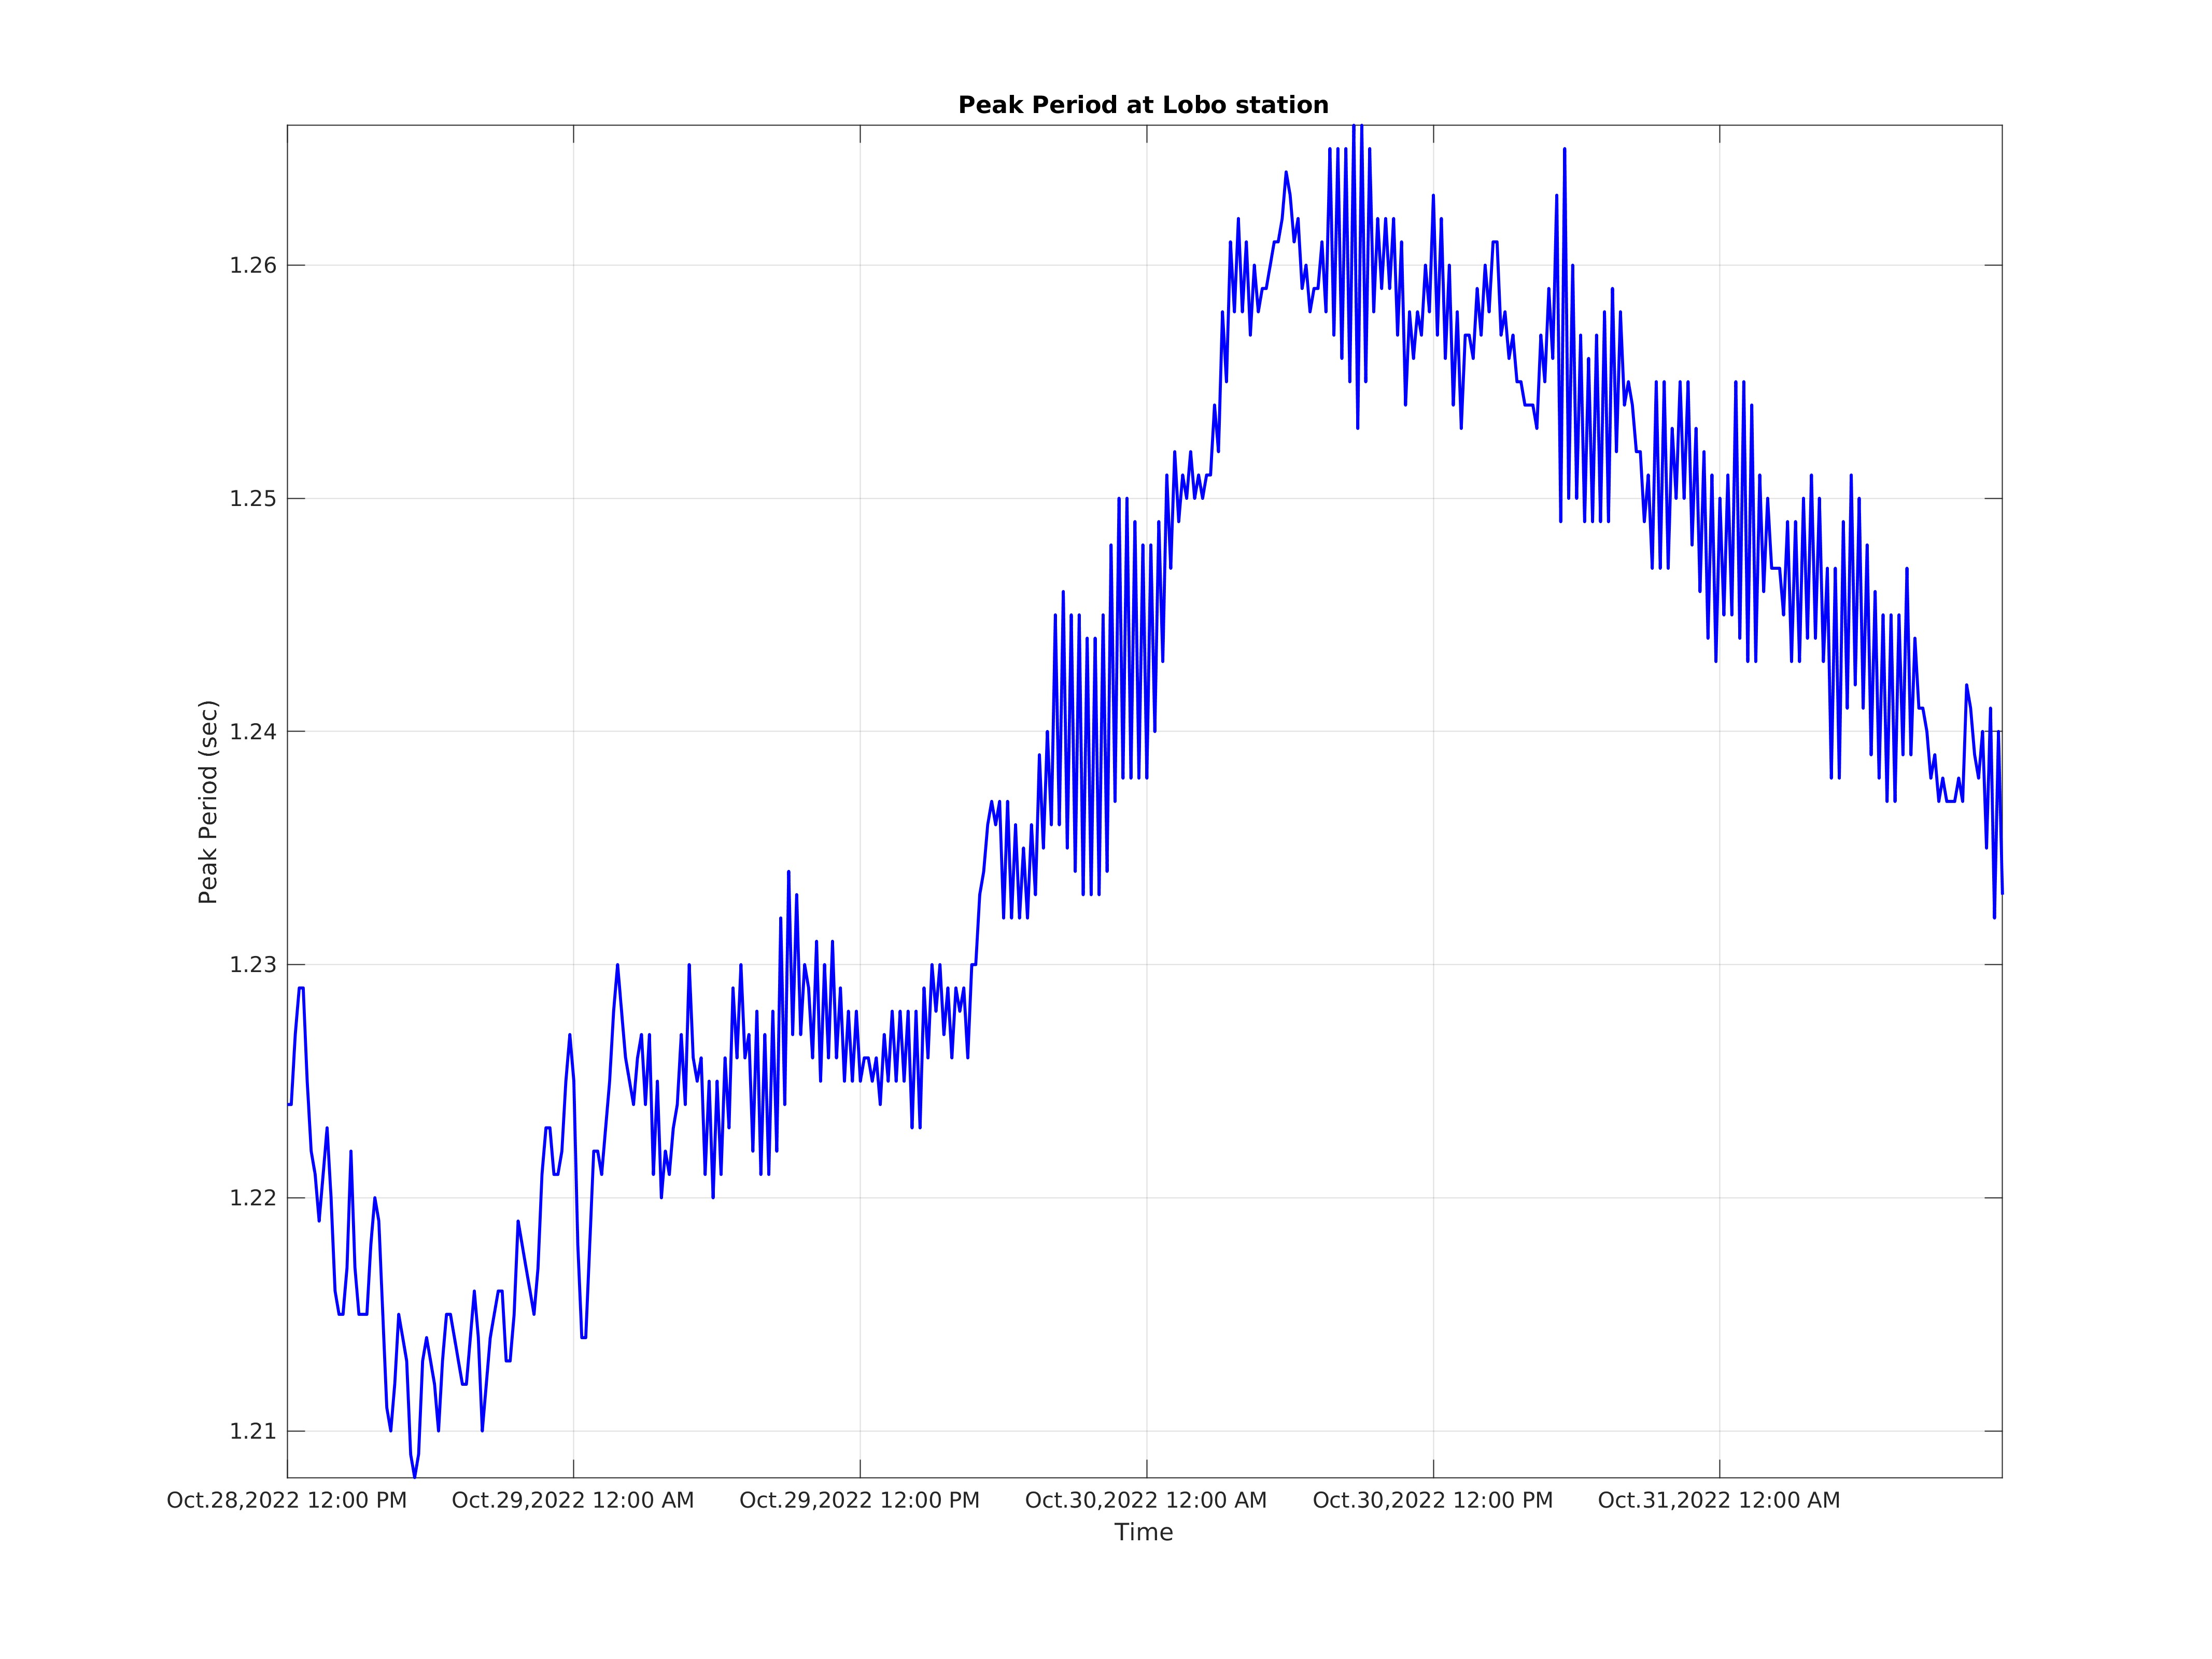 Peak Period at Lobo station
1.26
1.25
1.24
1.23
1.22
1.21
Peak Period (sec)
Oct.28,2022 12:00 PM
Oct.29,2022 12:00 AM
Oct.29,2022 12:00 PM
Oct.30,2022 12:00 AM
Oct.30,2022 12:00 PM
Oct.31,2022 12:00 AM
Time